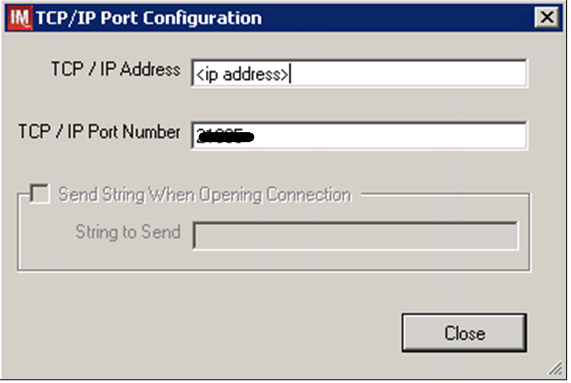 IM TCP/IP Port Configuration
TCP / IP Address <ip address>
TCP / IP Port Number
Send String When Opening Connection
String to Send
Close